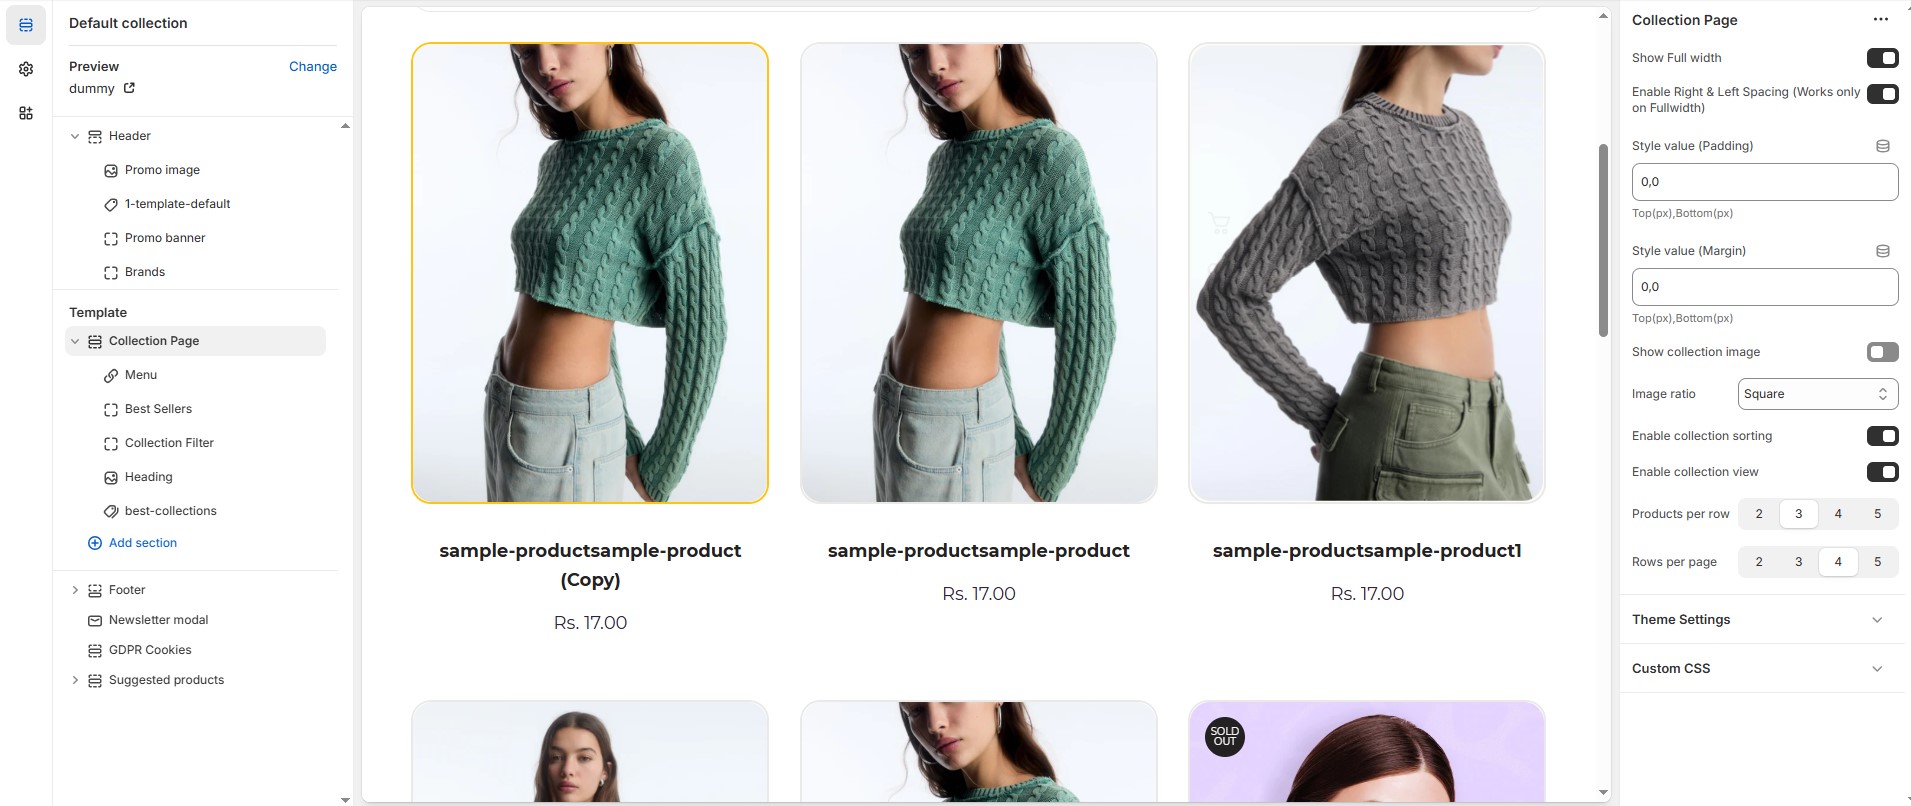 Default collection
Preview
Change
dummy
Header
Promo image
1-template-default
Promo banner
Brands
Template
Collection Page
Menu
Best Sellers
Collection Filter
Heading
best-collections
Add section
Footer
Newsletter modal
GDPR Cookies
Suggested products
sample-productsample-product
(Copy)
Rs. 17.00
sample-productsample-product
Rs. 17.00
sample-productsample-product1
Rs. 17.00
SOLD
OUT
Collection Page
Show Full width
Enable Right & Left Spacing (Works only
on Fullwidth)
Style value (Padding)
0,0
Top(px),Bottom(px)
Style value (Margin)
0,0
Top(px),Bottom(px)
Show collection image
Image ratio
Square
Enable collection sorting
Enable collection view
Products per row
2 3 4 5
Rows per page
2 3 4 5
Theme Settings
Custom CSS